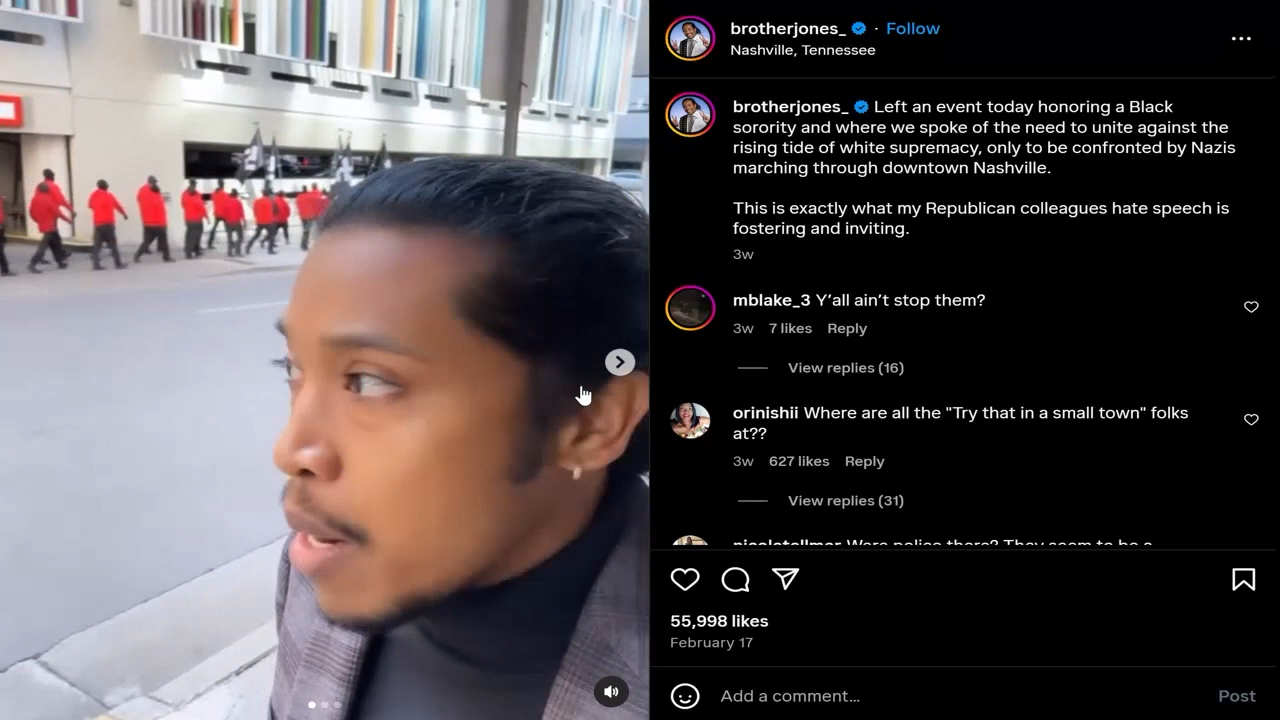 brotherjones_ · Follow
Nashville, Tennessee
brotherjones_ Left an event today honoring a Black
sorority and where we spoke of the need to unite against the
rising tide of white supremacy, only to be confronted by Nazis
marching through downtown Nashville.
This is exactly what my Republican colleagues hate speech is
fostering and inviting.
3w
mblake_3 Y’all ain’t stop them?
3w 7 likes Reply
View replies (16)
orinishii Where are all the "Try that in a small town" folks
at??
3w 627 likes Reply
View replies (31)
55,998 likes
February 17
Add a comment… Post